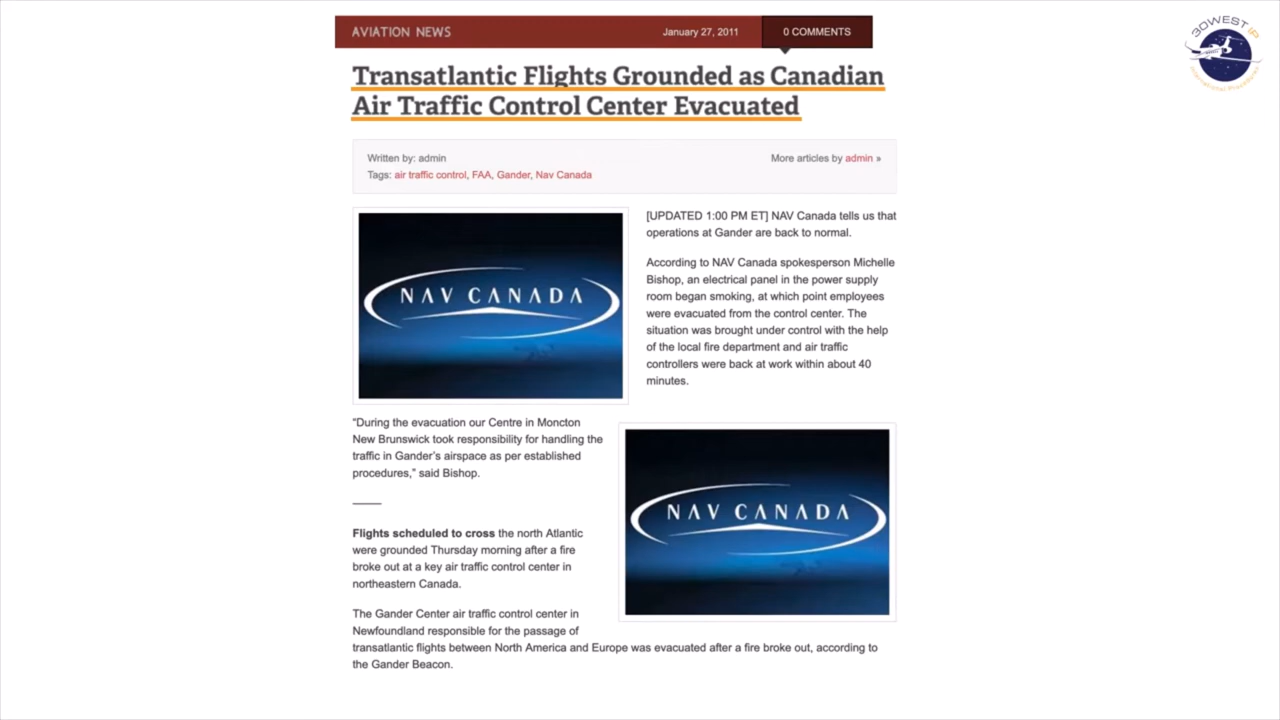 AVIATION NEWS
January 27, 2011
0 COMMENTS
30WEST IP
International Procedures
Transatlantic Flights Grounded as Canadian
Air Traffic Control Center Evacuated
Written by: admin
More articles by admin »
Tags: air traffic control, FAA, Gander, Nav Canada
NAV CANADA
[UPDATED 1:00 PM ET] NAV Canada tells us that
operations at Gander are back to normal.
According to NAV Canada spokesperson Michelle
Bishop, an electrical panel in the power supply
room began smoking, at which point employees
were evacuated from the control center. The
situation was brought under control with the help
of the local fire department and air traffic
controllers were back at work within about 40
minutes.
“During the evacuation our Centre in Moncton
New Brunswick took responsibility for handling the
traffic in Gander’s airspace as per established
procedures,” said Bishop.
NAV CANADA
Flights scheduled to cross the north Atlantic
were grounded Thursday morning after a fire
broke out at a key air traffic control center in
northeastern Canada.
The Gander Center air traffic control center in
Newfoundland responsible for the passage of
transatlantic flights between North America and Europe was evacuated after a fire broke out, according to
the Gander Beacon.